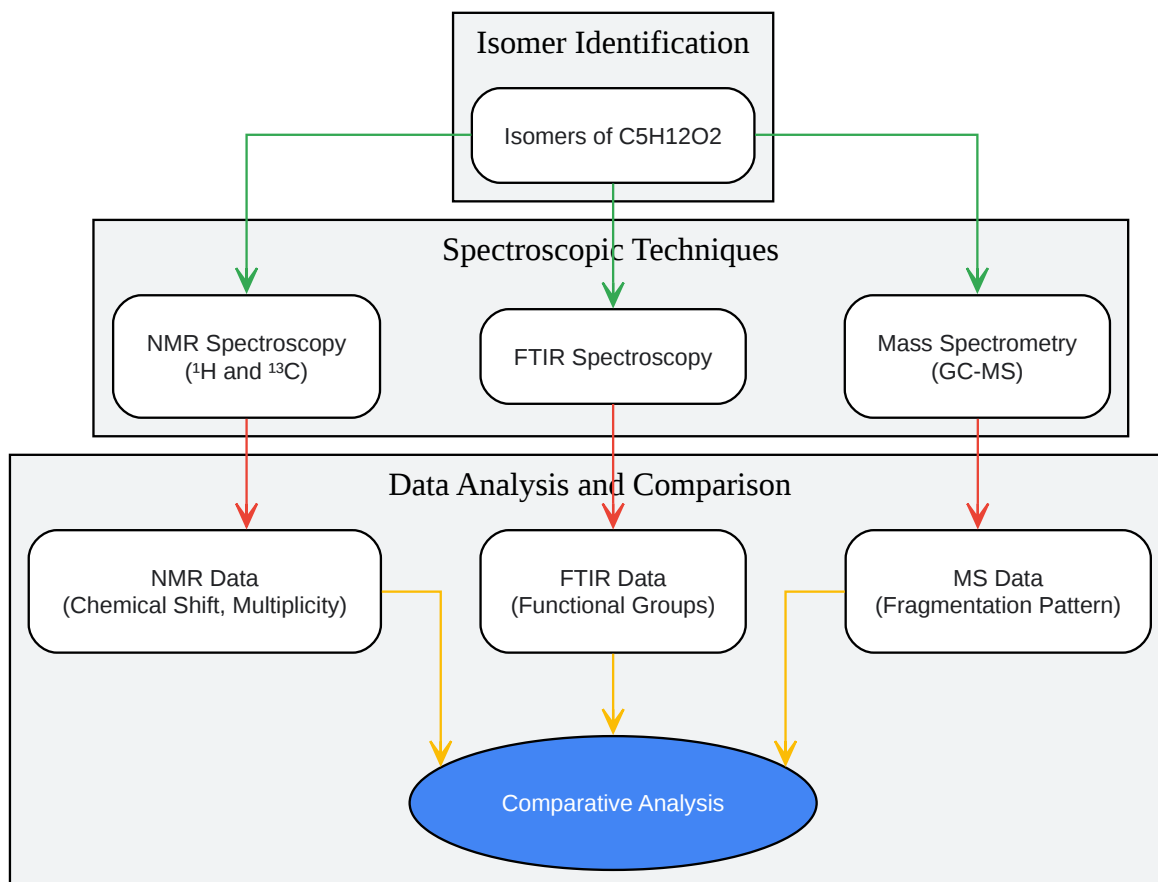 Isomer Identification
Isomers of C5H12O2
Spectroscopic Techniques
NMR Spectroscopy
(¹H and ¹³C)
FTIR Spectroscopy
Mass Spectrometry
(GC-MS)
Data Analysis and Comparison
NMR Data
(Chemical Shift, Multiplicity)
FTIR Data
(Functional Groups)
MS Data
(Fragmentation Pattern)
Comparative Analysis